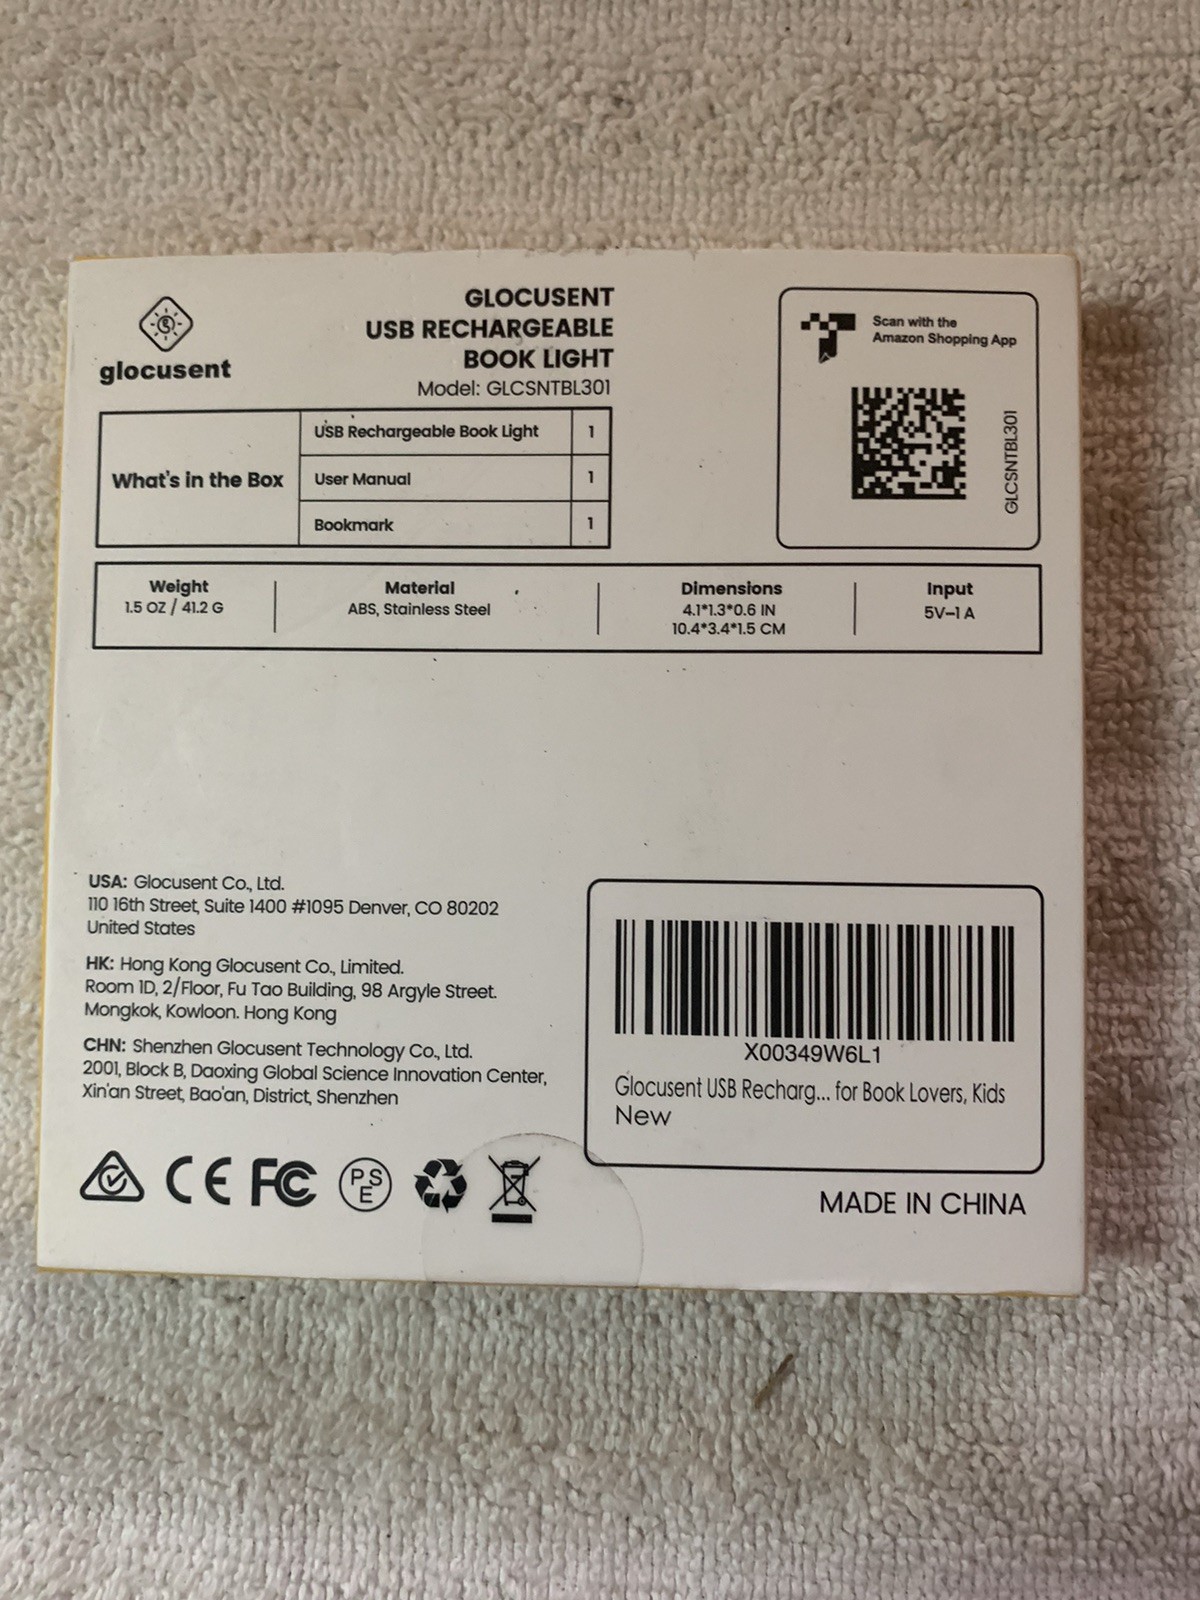 glocusent
GLOCUSENT
USB RECHARGEABLE
BOOK LIGHT
Model: GLCSNTBL301
Scan with the
Amazon Shopping App
GLCSNTBL301
What's in the Box
USB Rechargeable Book Light 1
User Manual 1
Bookmark 1
Weight
1.5 OZ / 41.2 G
Material
ABS, Stainless Steel
Dimensions
4.1*1.3*0.6 IN
10.4*3.4*1.5 CM
Input
5V–1 A
USA: Glocusent Co., Ltd.
110 16th Street, Suite 1400 #1095 Denver, CO 80202
United States
HK: Hong Kong Glocusent Co., Limited.
Room 1D, 2/Floor, Fu Tao Building, 98 Argyle Street.
Mongkok, Kowloon. Hong Kong
CHN: Shenzhen Glocusent Technology Co., Ltd.
2001, Block B, Daoxing Global Science Innovation Center,
Xin'an Street, Bao'an, District, Shenzhen
X00349W6L1
Glocusent USB Recharg... for Book Lovers, Kids
New
CE FC PSE
MADE IN CHINA